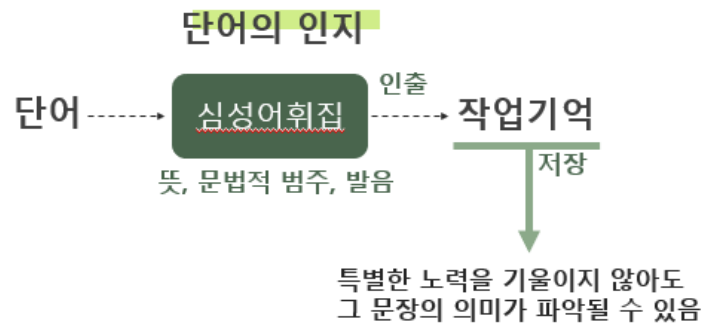 단어의 인지
단어
심성어휘집
인출
작업기억
뜻, 문법적 범주, 발음
저장
특별한 노력을 기울이지 않아도
그 문장의 의미가 파악될 수 있음